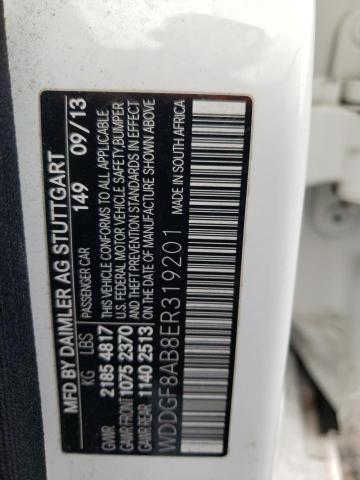 MFD BY DAIMLER AG STUTTGART
PASSENGER CAR 149 09/13
KG LBS
GVWR 2185 4817
GAWR FRONT 1075 2370
GAWR REAR 1140 2513
THIS VEHICLE CONFORMS TO ALL APPLICABLE
U.S. FEDERAL MOTOR VEHICLE SAFETY, BUMPER
AND THEFT PREVENTION STANDARDS IN EFFECT
ON THE DATE OF MANUFACTURE SHOWN ABOVE
WDDGF8AB8ER319201 MADE IN SOUTH AFRICA